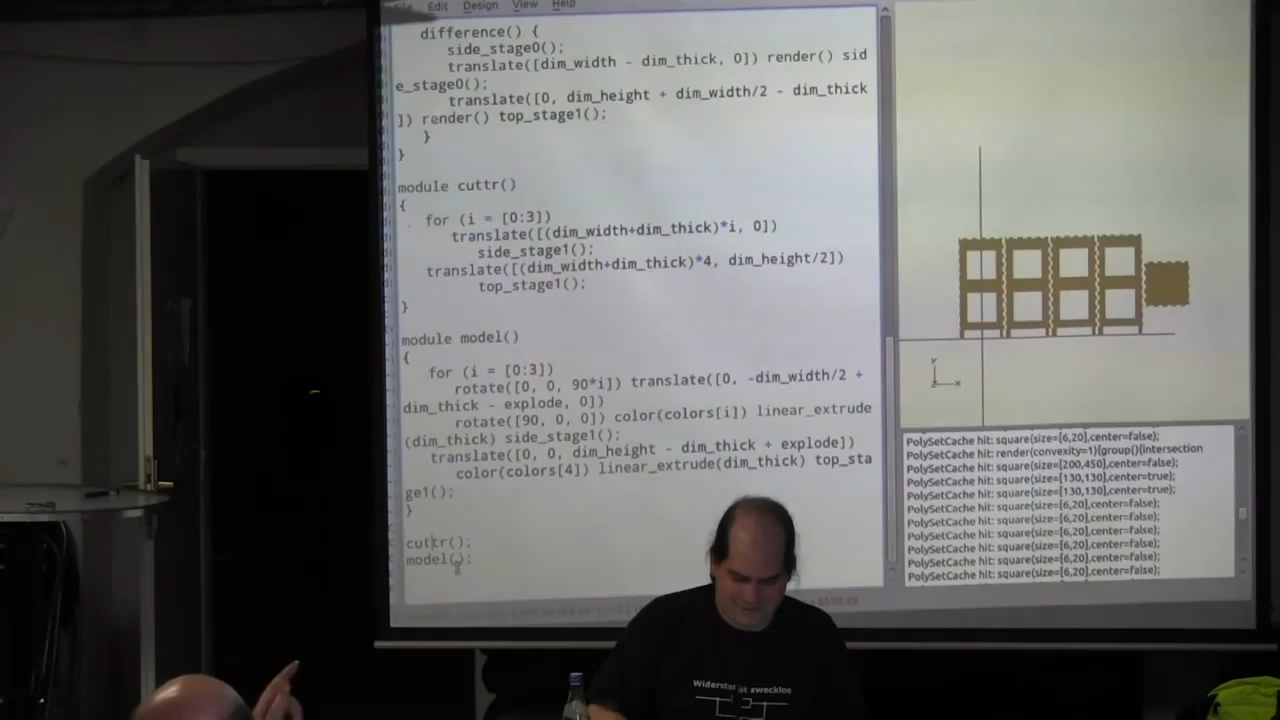 File Edit Design View Help
difference() {
side_stage0();
translate([dim_width - dim_thick, 0]) render() sid
e_stage0();
translate([0, dim_height + dim_width/2 - dim_thick
]) render() top_stage1();
}
}
module cuttr()
{
for (i = [0:3])
translate([(dim_width+dim_thick)*i, 0])
side_stage1();
translate([(dim_width+dim_thick)*4, dim_height/2])
top_stage1();
}
module model()
{
for (i = [0:3])
rotate([0, 0, 90*i]) translate([0, -dim_width/2 +
dim_thick - explode, 0])
rotate([90, 0, 0]) color(colors[i]) linear_extrude
(dim_thick) side_stage1();
translate([0, 0, dim_height - dim_thick + explode])
color(colors[4]) linear_extrude(dim_thick) top_sta
ge1();
}
cuttr();
model();
Y
X
PolySetCache hit: square(size=[6,20],center=false);
PolySetCache hit: render(convexity=1){group(){intersection
PolySetCache hit: square(size=[200,450],center=false);
PolySetCache hit: square(size=[130,130],center=true);
PolySetCache hit: square(size=[130,130],center=true);
PolySetCache hit: square(size=[6,20],center=false);
PolySetCache hit: square(size=[6,20],center=false);
PolySetCache hit: square(size=[6,20],center=false);
PolySetCache hit: square(size=[6,20],center=false);
PolySetCache hit: square(size=[6,20],center=false);
PolySetCache hit: square(size=[6,20],center=false);
Widerstand ist zwecklos